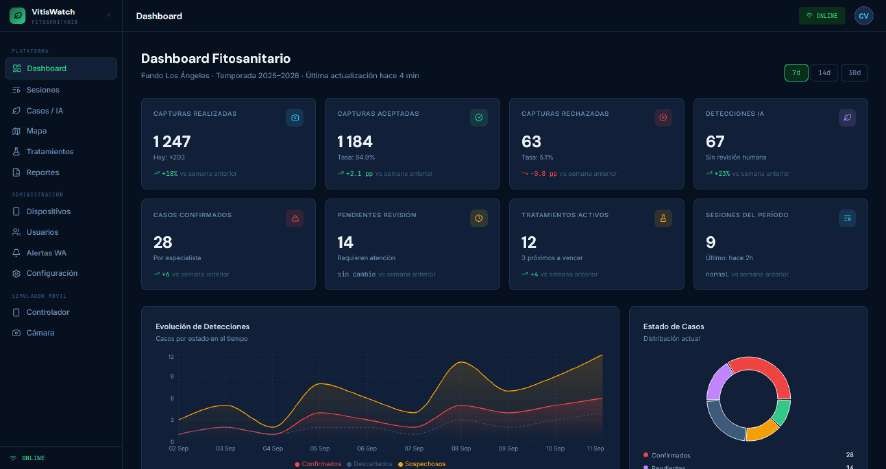 VitisWatch
FITOSANITARIO
Dashboard
ONLINE
CV
PLATAFORMA
Dashboard
Sesiones
Casos / IA
Mapa
Tratamientos
Reportes
ADMINISTRACIÓN
Dispositivos
Usuarios
Alertas WA
Configuración
SIMULADOR MÓVIL
Controlador
Cámara
ONLINE
Dashboard Fitosanitario
Fundo Los Ángeles · Temporada 2025–2026 · Última actualización hace 4 min
7d 14d 30d
CAPTURAS REALIZADAS
1 247
Hoy: +203
+18% vs semana anterior
CAPTURAS ACEPTADAS
1 184
Tasa: 94.9%
+2.1 pp vs semana anterior
CAPTURAS RECHAZADAS
63
Tasa: 5.1%
-0.8 pp vs semana anterior
DETECCIONES IA
67
Sin revisión humana
+23% vs semana anterior
CASOS CONFIRMADOS
28
Por especialista
+6 vs semana anterior
PENDIENTES REVISIÓN
14
Requieren atención
sin cambio vs semana anterior
TRATAMIENTOS ACTIVOS
12
3 próximos a vencer
+4 vs semana anterior
SESIONES DEL PERÍODO
9
Última: hace 2h
normal vs semana anterior
Evolución de Detecciones
Casos por estado en el tiempo
12
9
6
3
0
02 Sep 03 Sep 04 Sep 05 Sep 06 Sep 07 Sep 08 Sep 09 Sep 10 Sep 11 Sep
Confirmados Descartados Sospechosos
Estado de Casos
Distribución actual
Confirmados 28
Pendientes 14